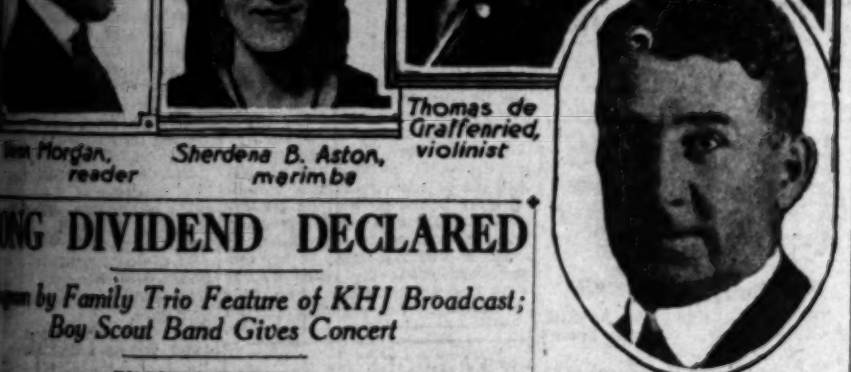 Morgan,
reader
Sherdena B. Aston,
marimba
Thomas de
Graffenried,
violinist
DIVIDEND DECLARED
by Family Trio Feature of KHJ Broadcast;
Boy Scout Band Gives Concert